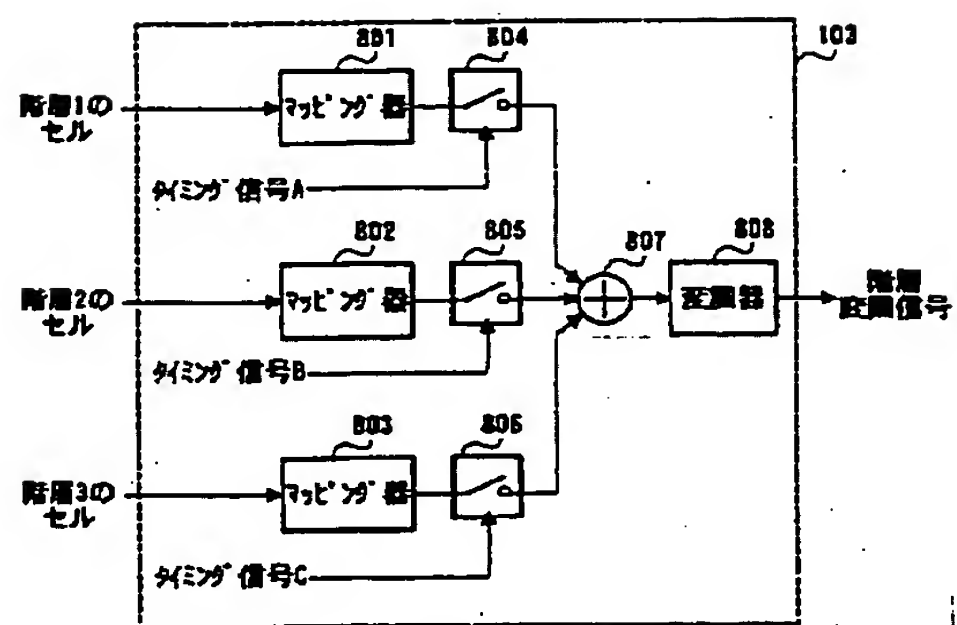 801
804
103
階層1の
セル
マッピング器
タイミング信号A
802
805
807
808
階層2の
セル
マッピング器
変調器
階層
変調信号
タイミング信号B
803
806
階層3の
セル
マッピング器
タイミング信号C